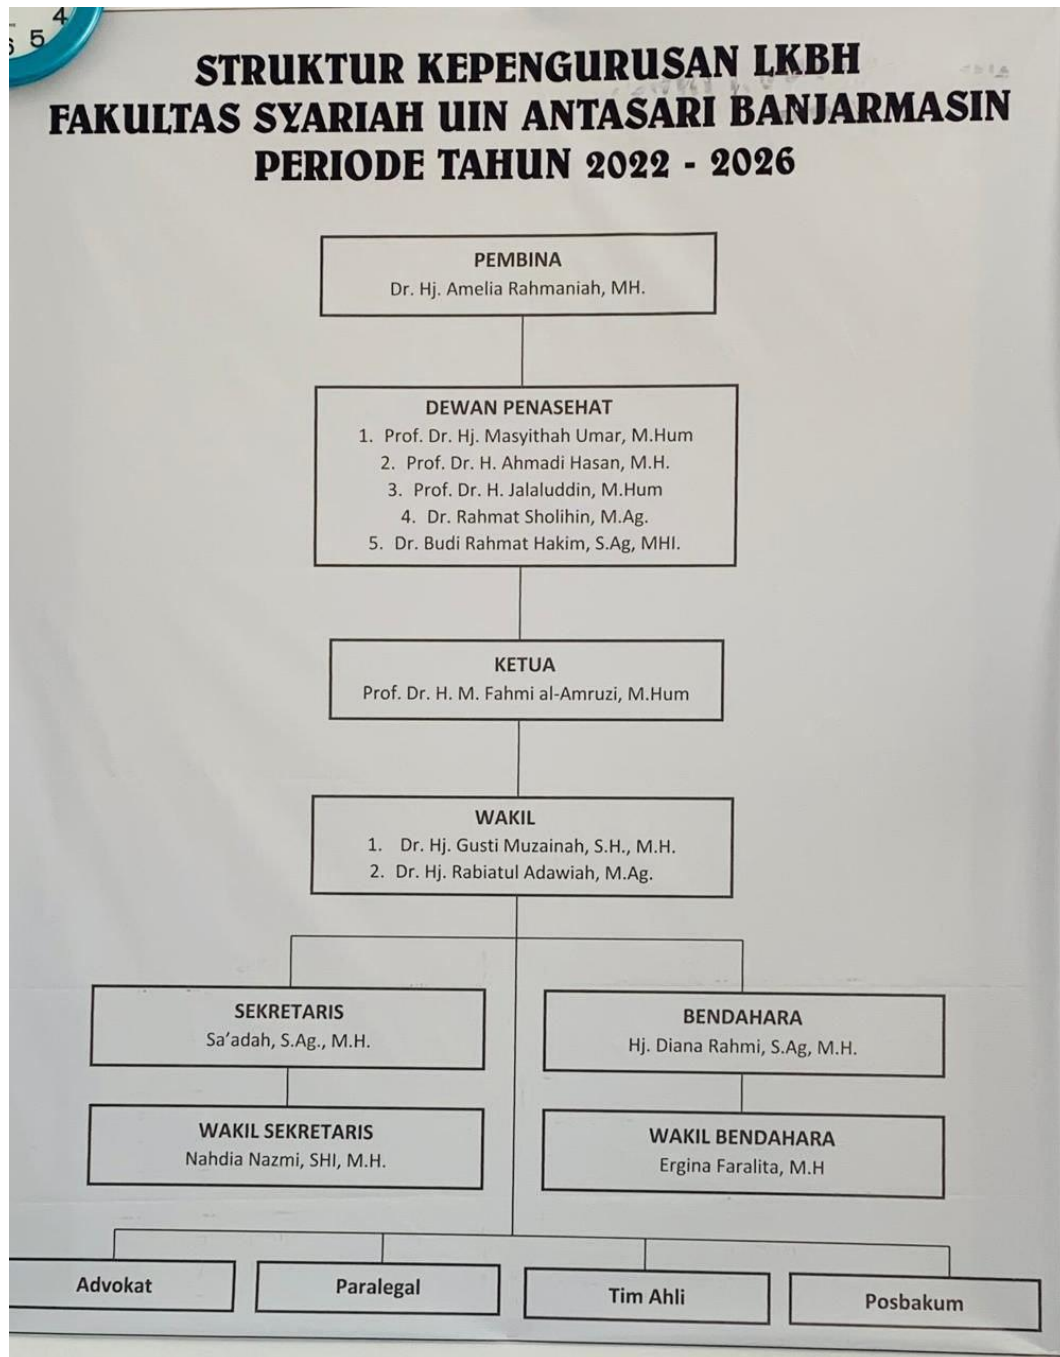 4
5
STRUKTUR KEPENGURUSAN LKBH
FAKULTAS SYARIAH UIN ANTASARI BANJARMASIN
PERIODE TAHUN 2022 - 2026
PEMBINA
Dr. Hj. Amelia Rahmaniah, MH.
DEWAN PENASEHAT
1. Prof. Dr. Hj. Masyithah Umar, M.Hum
2. Prof. Dr. H. Ahmadi Hasan, M.H.
3. Prof. Dr. H. Jalaluddin, M.Hum
4. Dr. Rahmat Sholihin, M.Ag.
5. Dr. Budi Rahmat Hakim, S.Ag, MHI.
KETUA
Prof. Dr. H. M. Fahmi al-Amruzi, M.Hum
WAKIL
1. Dr. Hj. Gusti Muzainah, S.H., M.H.
2. Dr. Hj. Rabiatul Adawiah, M.Ag.
SEKRETARIS
Sa'adah, S.Ag., M.H.
BENDAHARA
Hj. Diana Rahmi, S.Ag, M.H.
WAKIL SEKRETARIS
Nahdia Nazmi, SHI, M.H.
WAKIL BENDAHARA
Ergina Faralita, M.H
Advokat
Paralegal
Tim Ahli
Posbakum